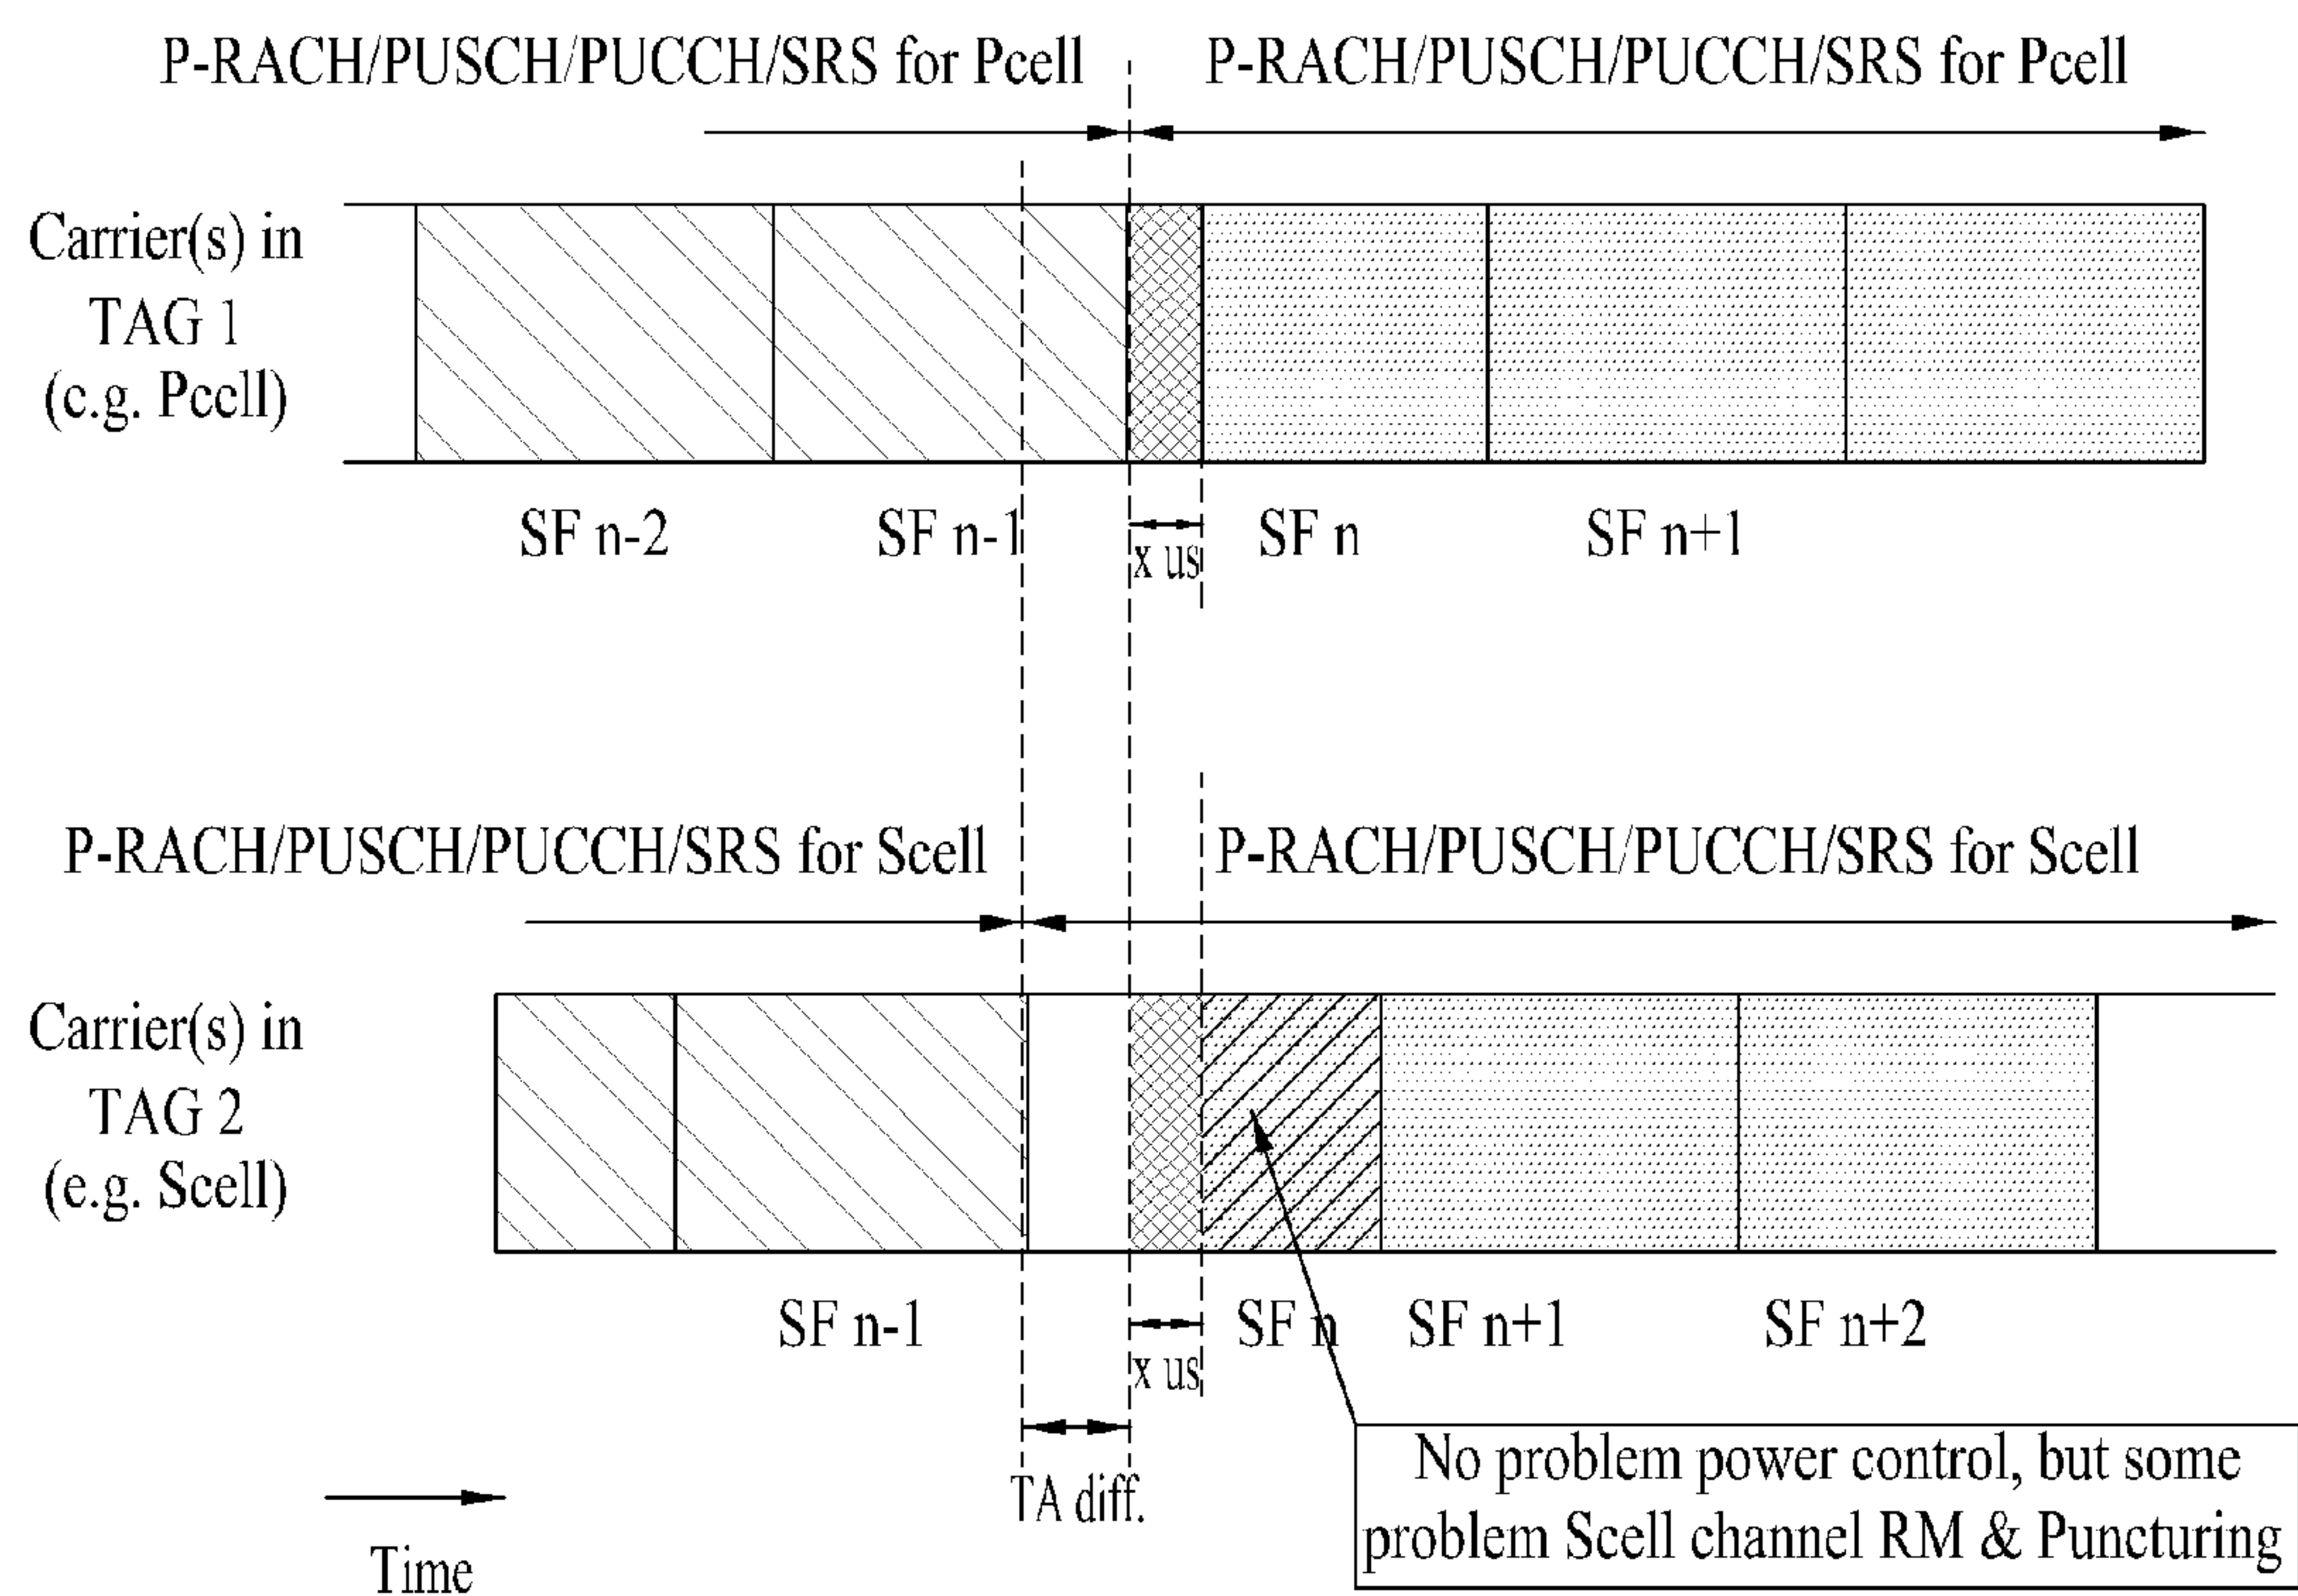 P-RACH/PUSCH/PUCCH/SRS for Pcell
P-RACH/PUSCH/PUCCH/SRS for Pcell
Carrier(s) in
TAG 1
(c.g. Pcell)
SF n-2
SF n-1
x us
SF n
SF n+1
P-RACH/PUSCH/PUCCH/SRS for Scell
P-RACH/PUSCH/PUCCH/SRS for Scell
Carrier(s) in
TAG 2
(e.g. Scell)
SF n-1
x us
SF n
SF n+1
SF n+2
TA diff.
Time
No problem power control, but some
problem Scell channel RM & Puncturing